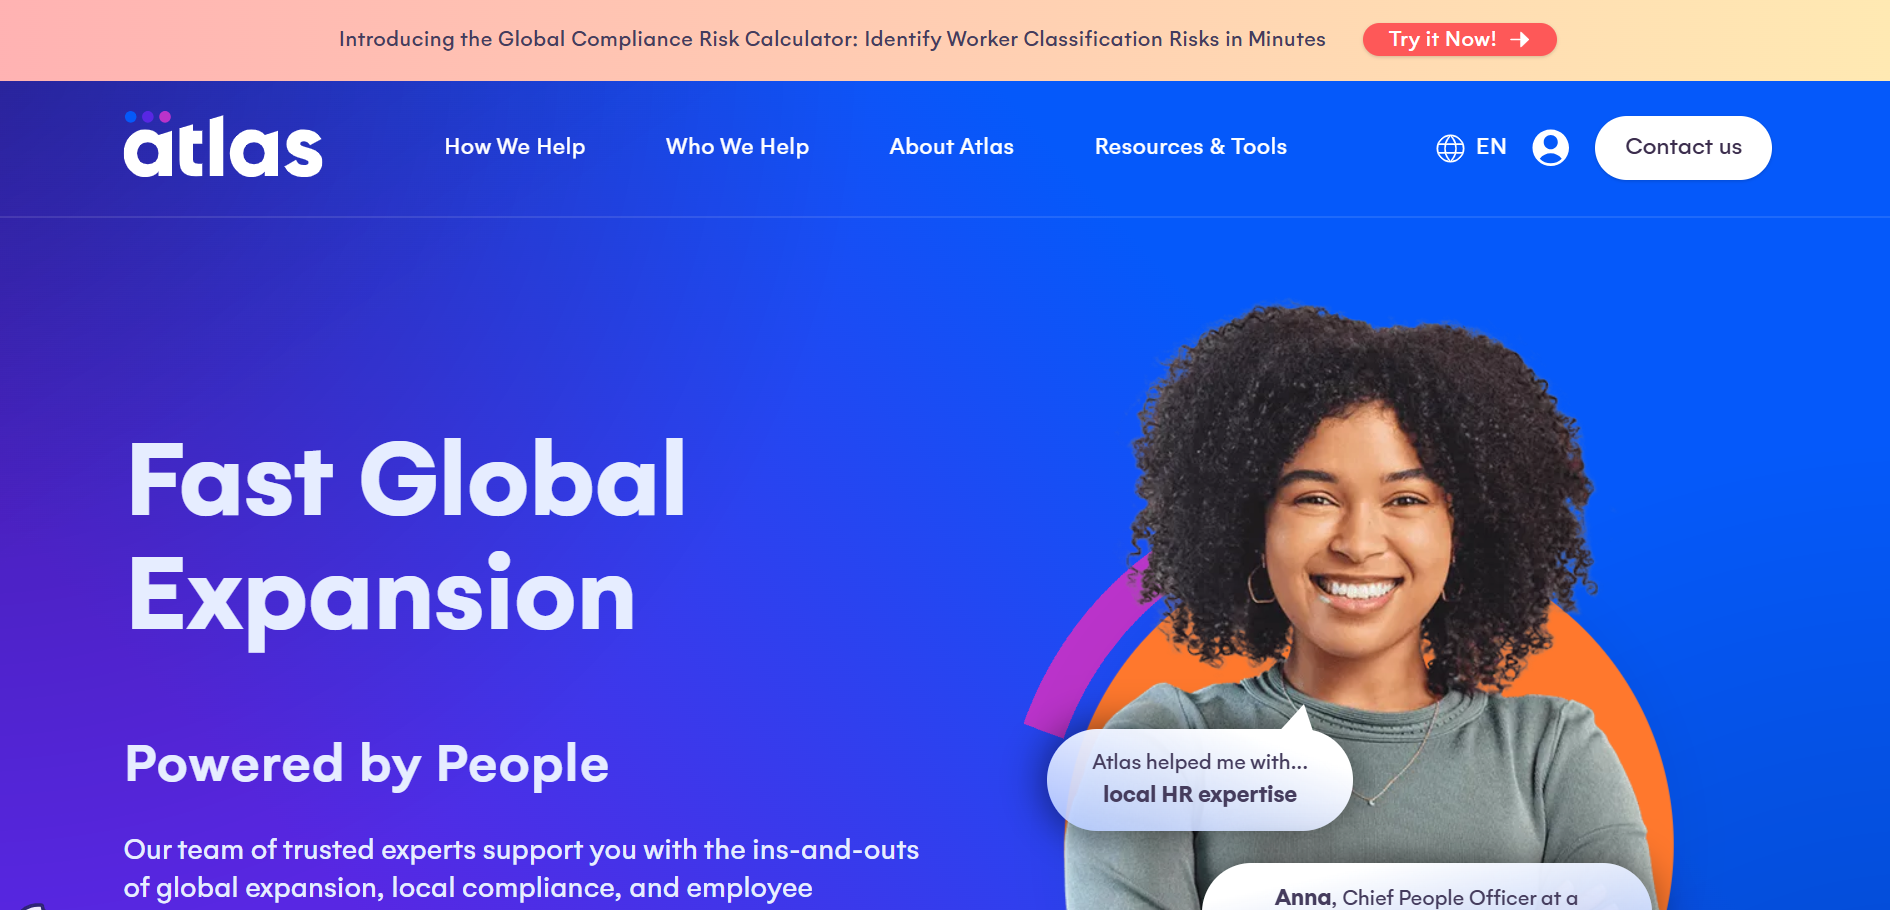 Introducing the Global Compliance Risk Calculator: Identify Worker Classification Risks in Minutes
Try it Now!
atlas
How We Help
Who We Help
About Atlas
Resources & Tools
EN
Contact us
Fast Global
Expansion
Powered by People
Our team of trusted experts support you with the ins-and-outs
of global expansion, local compliance, and employee
Atlas helped me with...
local HR expertise
Anna, Chief People Officer at a